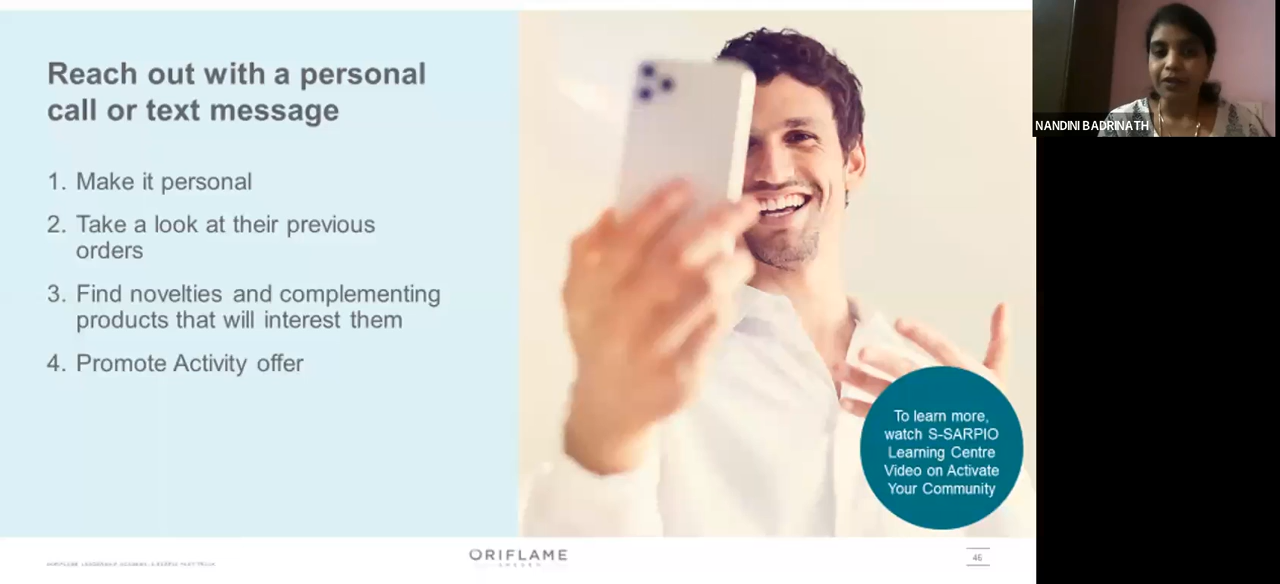 Reach out with a personal
call or text message
1. Make it personal
2. Take a look at their previous
orders
3. Find novelties and complementing
products that will interest them
4. Promote Activity offer
To learn more,
watch S-SARPIO
Learning Centre
Video on Activate
Your Community
NANDINI BADRINATH
ORIFLAME
SWEDEN
46